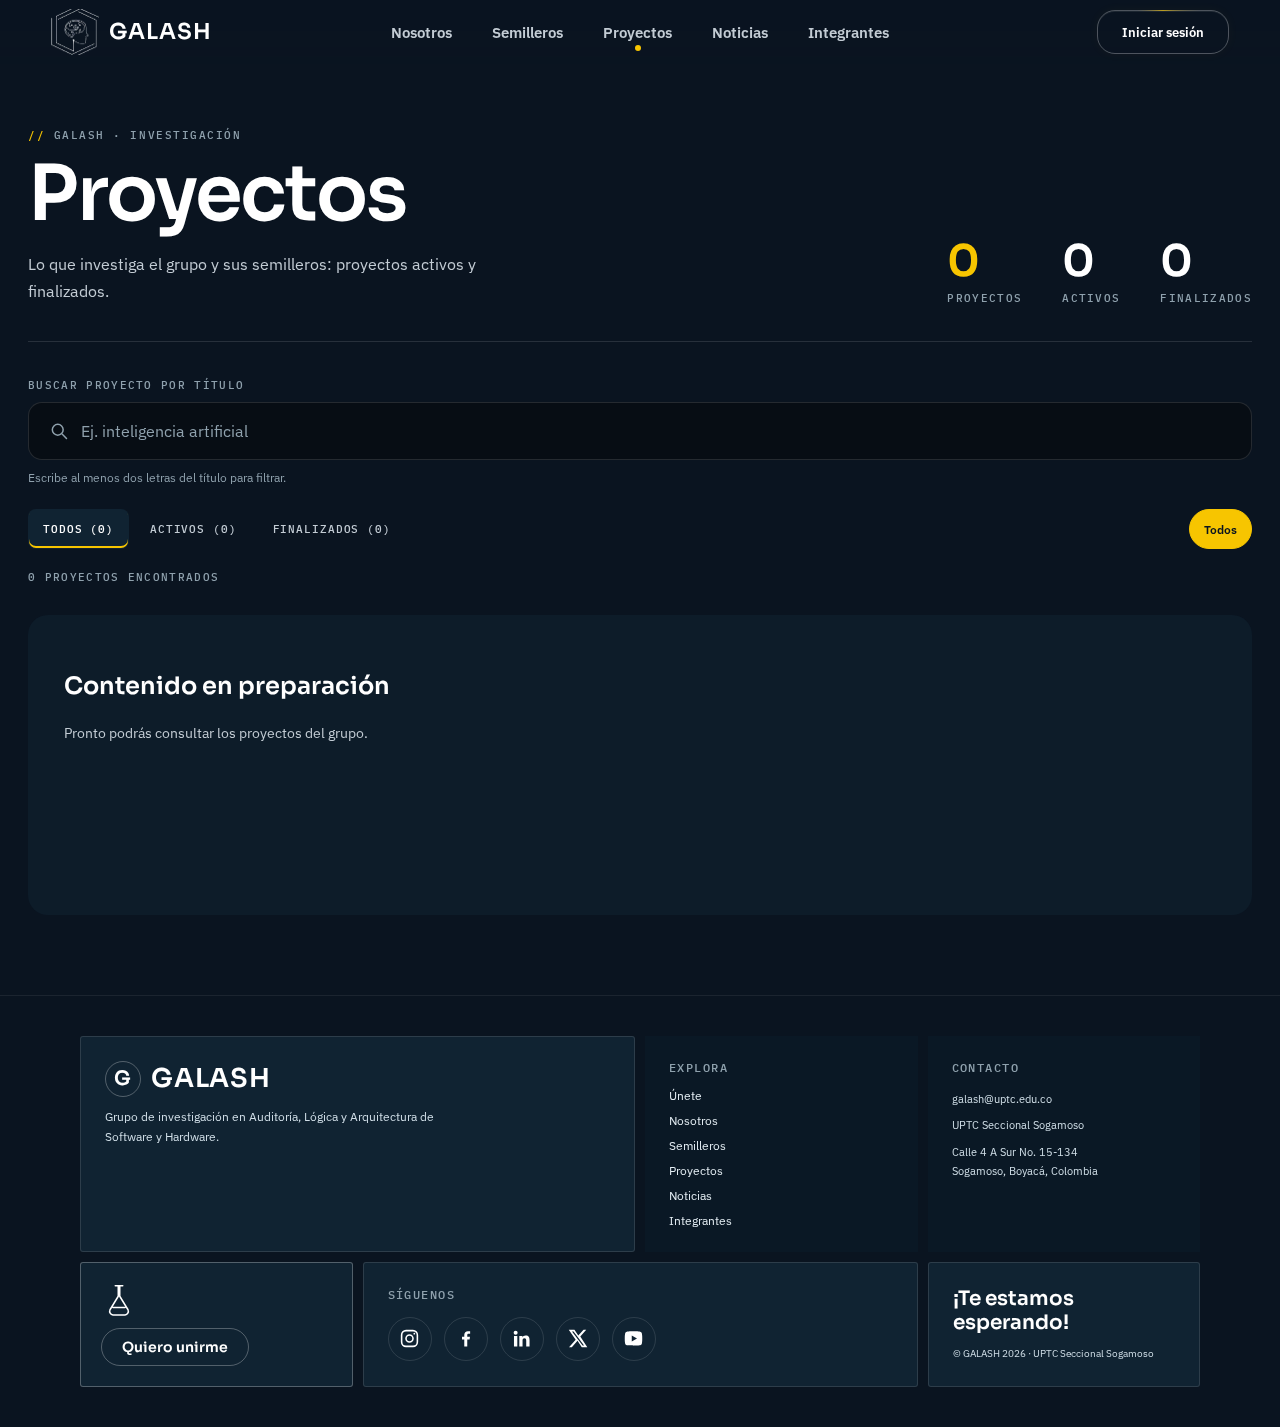 GALASH
Nosotros
Semilleros
Proyectos
Noticias
Integrantes
Iniciar sesión
// GALASH · INVESTIGACIÓN
Proyectos
Lo que investiga el grupo y sus semilleros: proyectos activos y
finalizados.
0
PROYECTOS
0
ACTIVOS
0
FINALIZADOS
BUSCAR PROYECTO POR TÍTULO
Ej. inteligencia artificial
Escribe al menos dos letras del título para filtrar.
TODOS (0)
ACTIVOS (0)
FINALIZADOS (0)
Todos
0 PROYECTOS ENCONTRADOS
Contenido en preparación
Pronto podrás consultar los proyectos del grupo.
G GALASH
Grupo de investigación en Auditoría, Lógica y Arquitectura de
Software y Hardware.
EXPLORA
Únete
Nosotros
Semilleros
Proyectos
Noticias
Integrantes
CONTACTO
galash@uptc.edu.co
UPTC Seccional Sogamoso
Calle 4 A Sur No. 15-134
Sogamoso, Boyacá, Colombia
Quiero unirme
SÍGUENOS
¡Te estamos
esperando!
© GALASH 2026 · UPTC Seccional Sogamoso